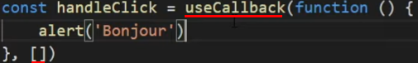 const handleClick = useCallback(function () {
    alert('Bonjour')
}, [])